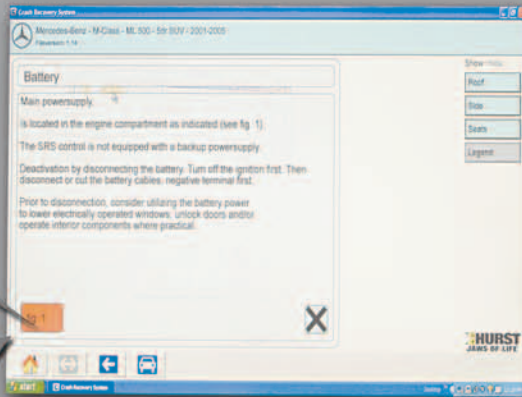 Crash Recovery System
Mercedes-Benz - M-Class - ML 500 - 5dr SUV - 2001-2005
Battery
Main powersupply.
Is located in the engine compartment as indicated (see fig. 1).
The SRS control is not equipped with a backup powersupply.
Deactivation by disconnecting the battery. Turn off the ignition first. Then
disconnect or cut the battery cables, negative terminal first.
Prior to disconnection, consider utilizing the battery power
to lower electrically operated windows, unlock doors and/or
operate interior components where practical.
fig. 1
Show
Roof
Side
Seats
Legend
HURST
JAWS OF LIFE
start
Crash Recovery System